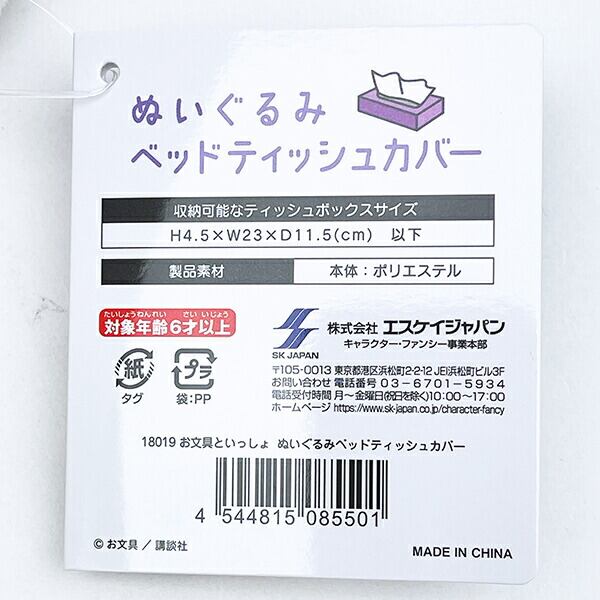 ぬいぐるみ
ベッドティッシュカバー
収納可能なティッシュボックスサイズ
H4.5×W23×D11.5(cm) 以下
製品素材 本体：ポリエステル
たいしょうねんれい さい いじょう
対象年齢6才以上
SK JAPAN
株式会社 エスケイジャパン
キャラクター・ファンシー事業本部
〒105-0013 東京都港区浜松町2-2-12 JEI浜松町ビル3F
お問い合わせ 電話番号 03-6701-5934
電話受付時間 月～金曜日(祝日を除く)10:00～17:00
ホームページ https://www.sk-japan.co.jp/character-fancy
紙 プラ
タグ 袋：PP
18019 お文具といっしょ ぬいぐるみベッドティッシュカバー
4 544815 085501
©お文具／講談社
MADE IN CHINA